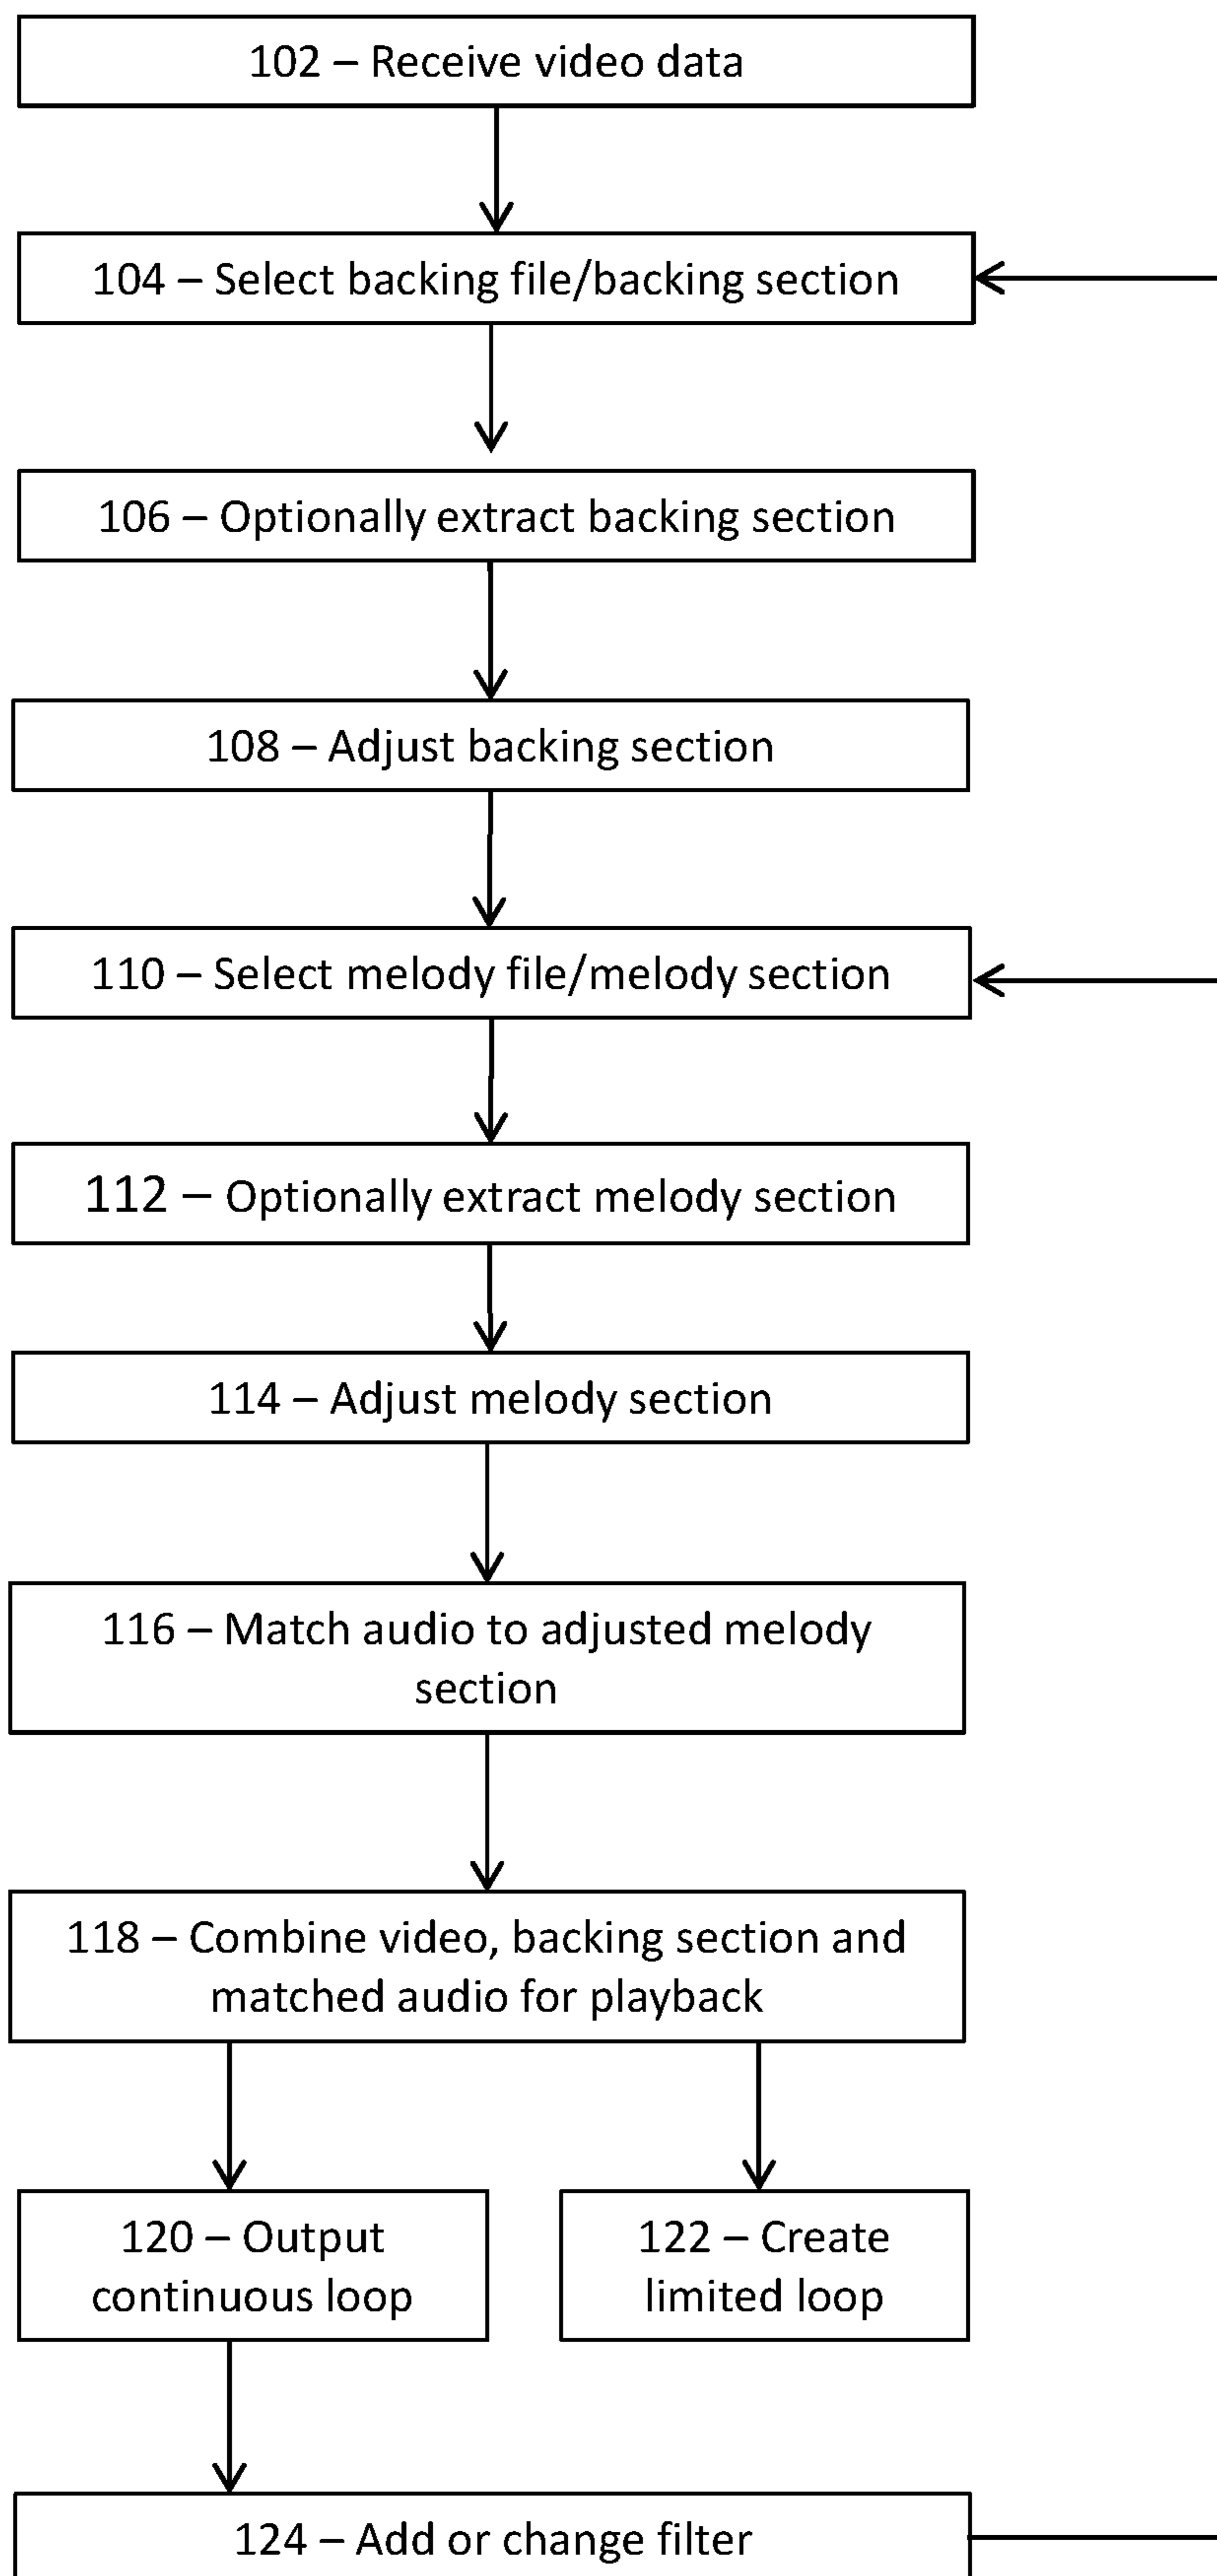 102 – Receive video data
104 – Select backing file/backing section
106 – Optionally extract backing section
108 – Adjust backing section
110 – Select melody file/melody section
112 – Optionally extract melody section
114 – Adjust melody section
116 – Match audio to adjusted melody
section
118 – Combine video, backing section and
matched audio for playback
120 – Output
continuous loop
122 – Create
limited loop
124 – Add or change filter